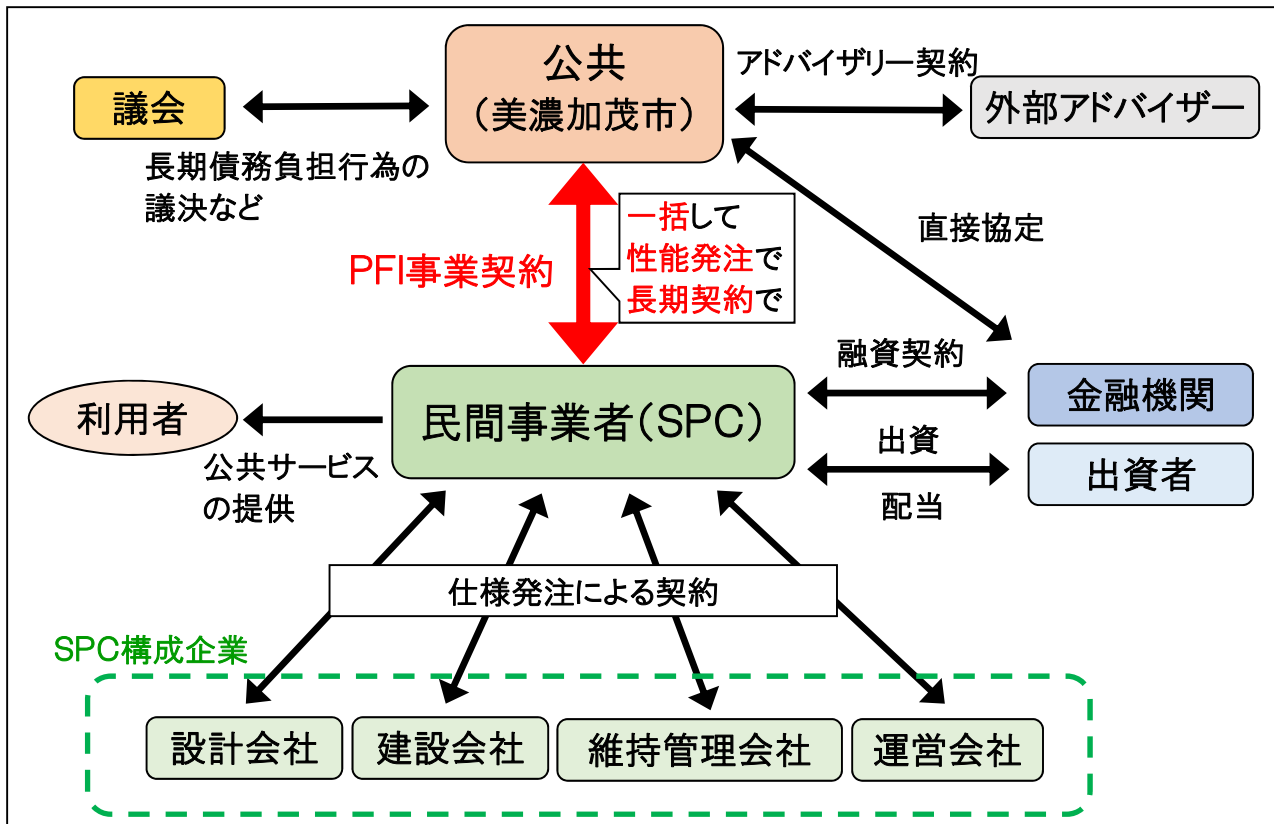 公共
（美濃加茂市）
議会
長期債務負担行為の
議決など
アドバイザリー契約
外部アドバイザー
直接協定
PFI事業契約
一括して
性能発注で
長期契約で
民間事業者（SPC）
利用者
公共サービス
の提供
融資契約
金融機関
出資
配当
出資者
仕様発注による契約
SPC構成企業
設計会社
建設会社
維持管理会社
運営会社